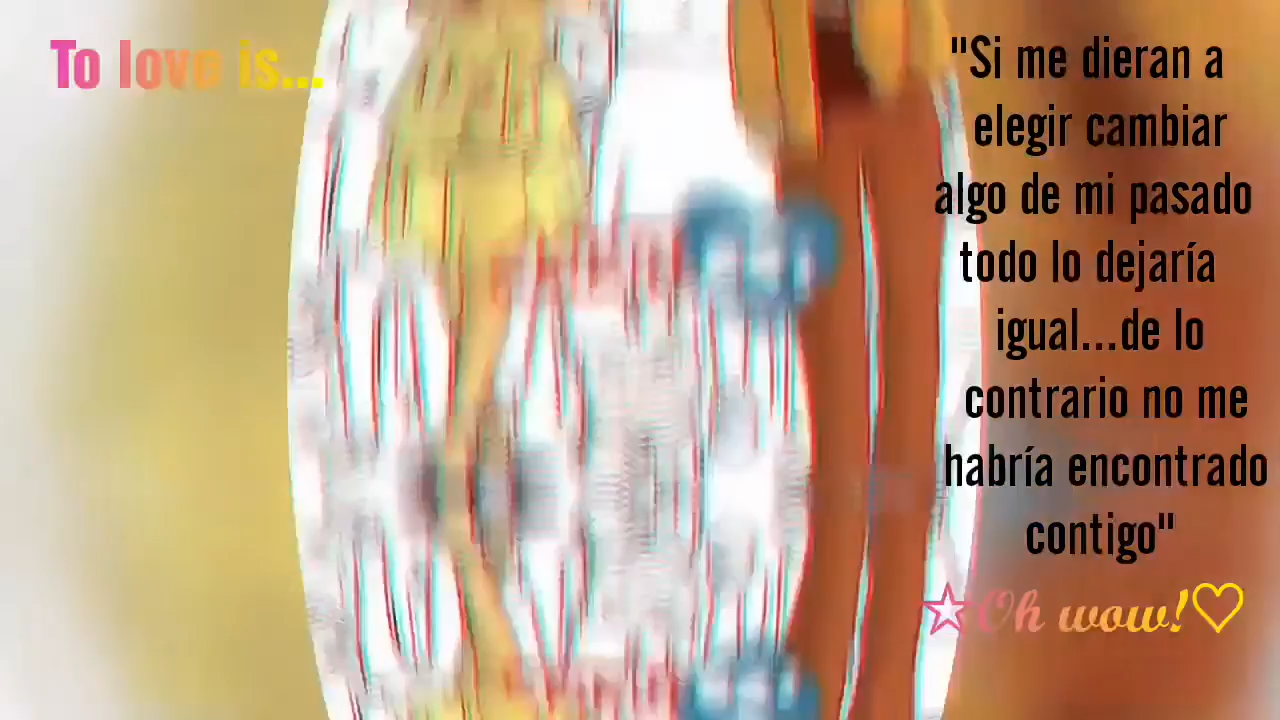 To love is...
"Si me dieran a
elegir cambiar
algo de mi pasado
todo lo dejaría
igual...de lo
contrario no me
habría encontrado
contigo"
☆Oh wow!♡